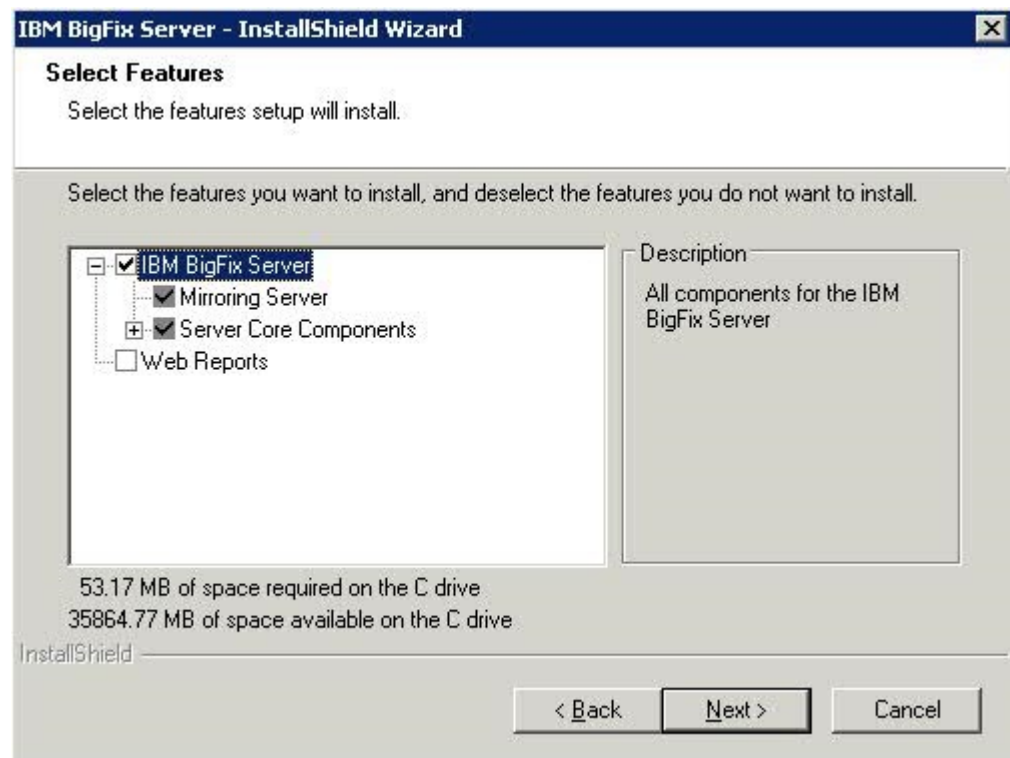 IBM BigFix Server - InstallShield Wizard
Select Features
Select the features setup will install.
Select the features you want to install, and deselect the features you do not want to install.
IBM BigFix Server
Mirroring Server
Server Core Components
Web Reports
Description
All components for the IBM
BigFix Server
53.17 MB of space required on the C drive
35864.77 MB of space available on the C drive
InstallShield
< Back
Next >
Cancel